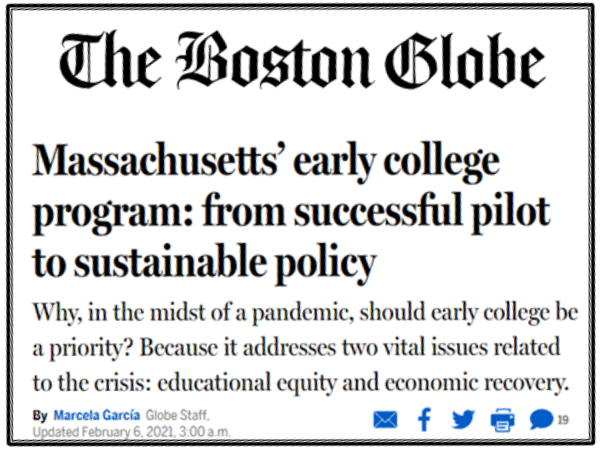 The Boston Globe
Massachusetts’ early college
program: from successful pilot
to sustainable policy
Why, in the midst of a pandemic, should early college be
a priority? Because it addresses two vital issues related
to the crisis: educational equity and economic recovery.
By Marcela García Globe Staff,
Updated February 6, 2021, 3:00 a.m.
19